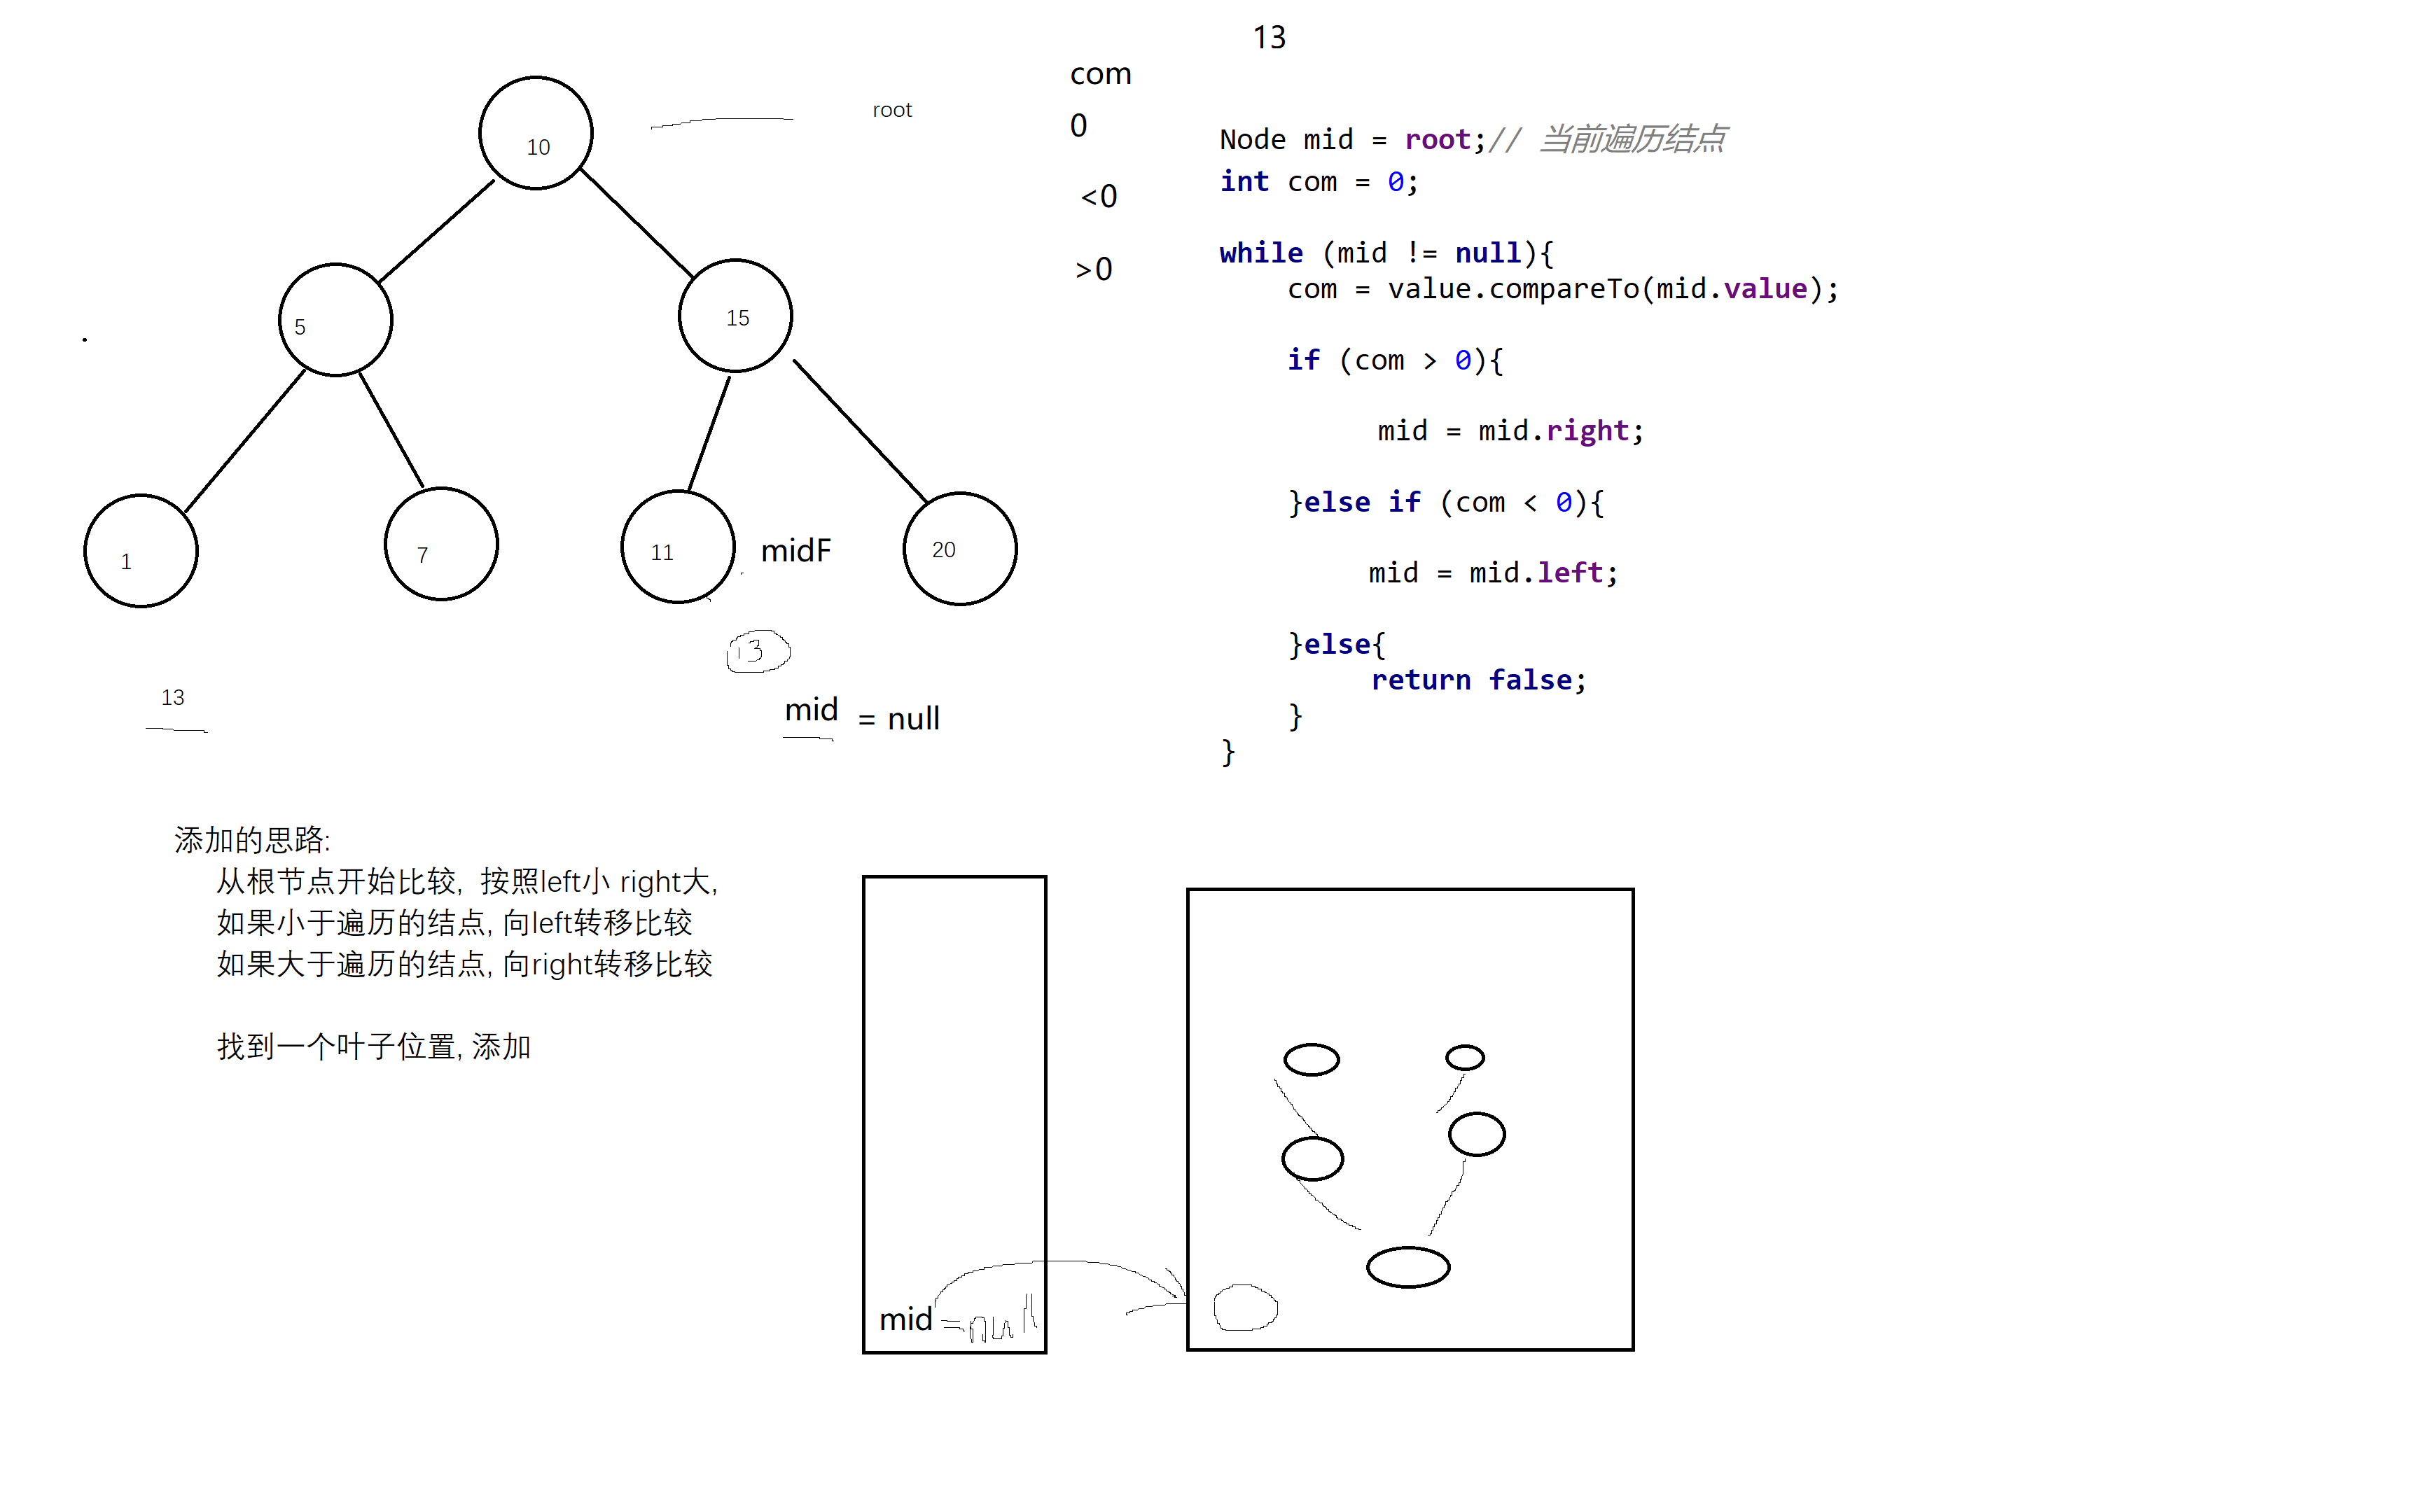 10
root
5
15
1
7
11
midF
20
13
13
mid = null
添加的思路:
从根节点开始比较, 按照left小 right大,
如果小于遍历的结点, 向left转移比较
如果大于遍历的结点, 向right转移比较
找到一个叶子位置, 添加
com
0
<0
>0
13
Node mid = root;// 当前遍历结点
int com = 0;
while (mid != null){
com = value.compareTo(mid.value);
if (com > 0){
mid = mid.right;
}else if (com < 0){
mid = mid.left;
}else{
return false;
}
}
mid =null